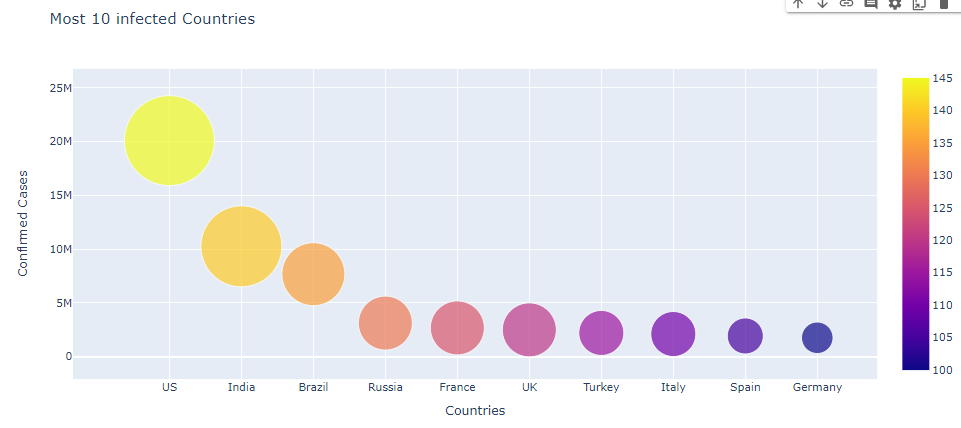 Most 10 infected Countries
25M
20M
15M
10M
5M
0
Confirmed Cases
US India Brazil Russia France UK Turkey Italy Spain Germany
Countries
145
140
135
130
125
120
115
110
105
100